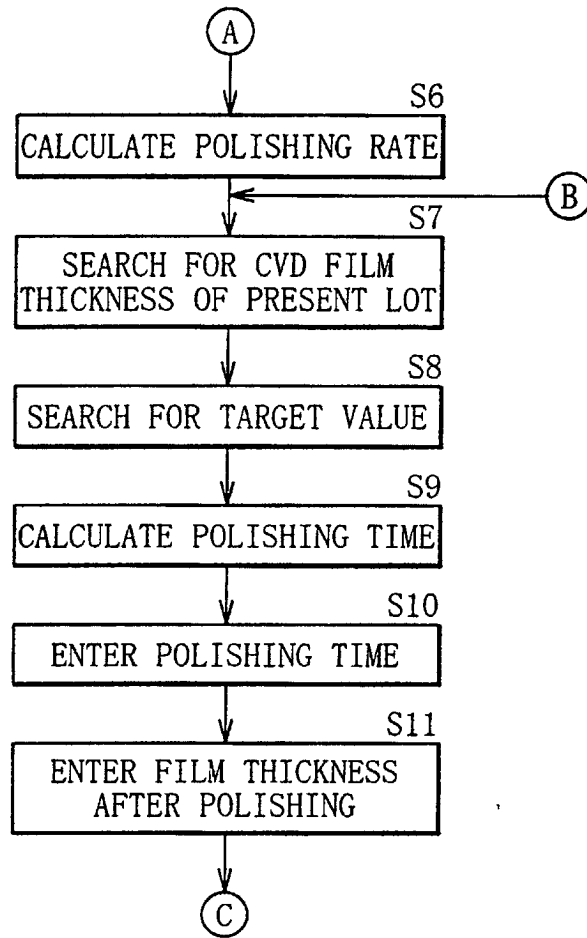 A
S6
CALCULATE POLISHING RATE
B
S7
SEARCH FOR CVD FILM
THICKNESS OF PRESENT LOT
S8
SEARCH FOR TARGET VALUE
S9
CALCULATE POLISHING TIME
S10
ENTER POLISHING TIME
S11
ENTER FILM THICKNESS
AFTER POLISHING
C